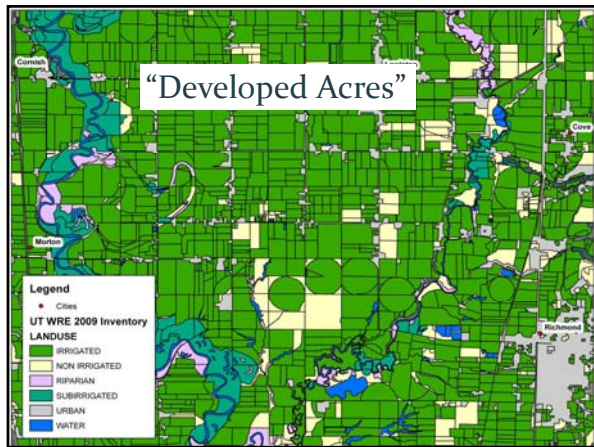 Cornish
“Developed Acres”
Cove
Morton
Legend
Cities
UT WRE 2009 Inventory
LANDUSE
IRRIGATED
NON IRRIGATED
RIPARIAN
SUBIRRIGATED
URBAN
WATER
Richmond